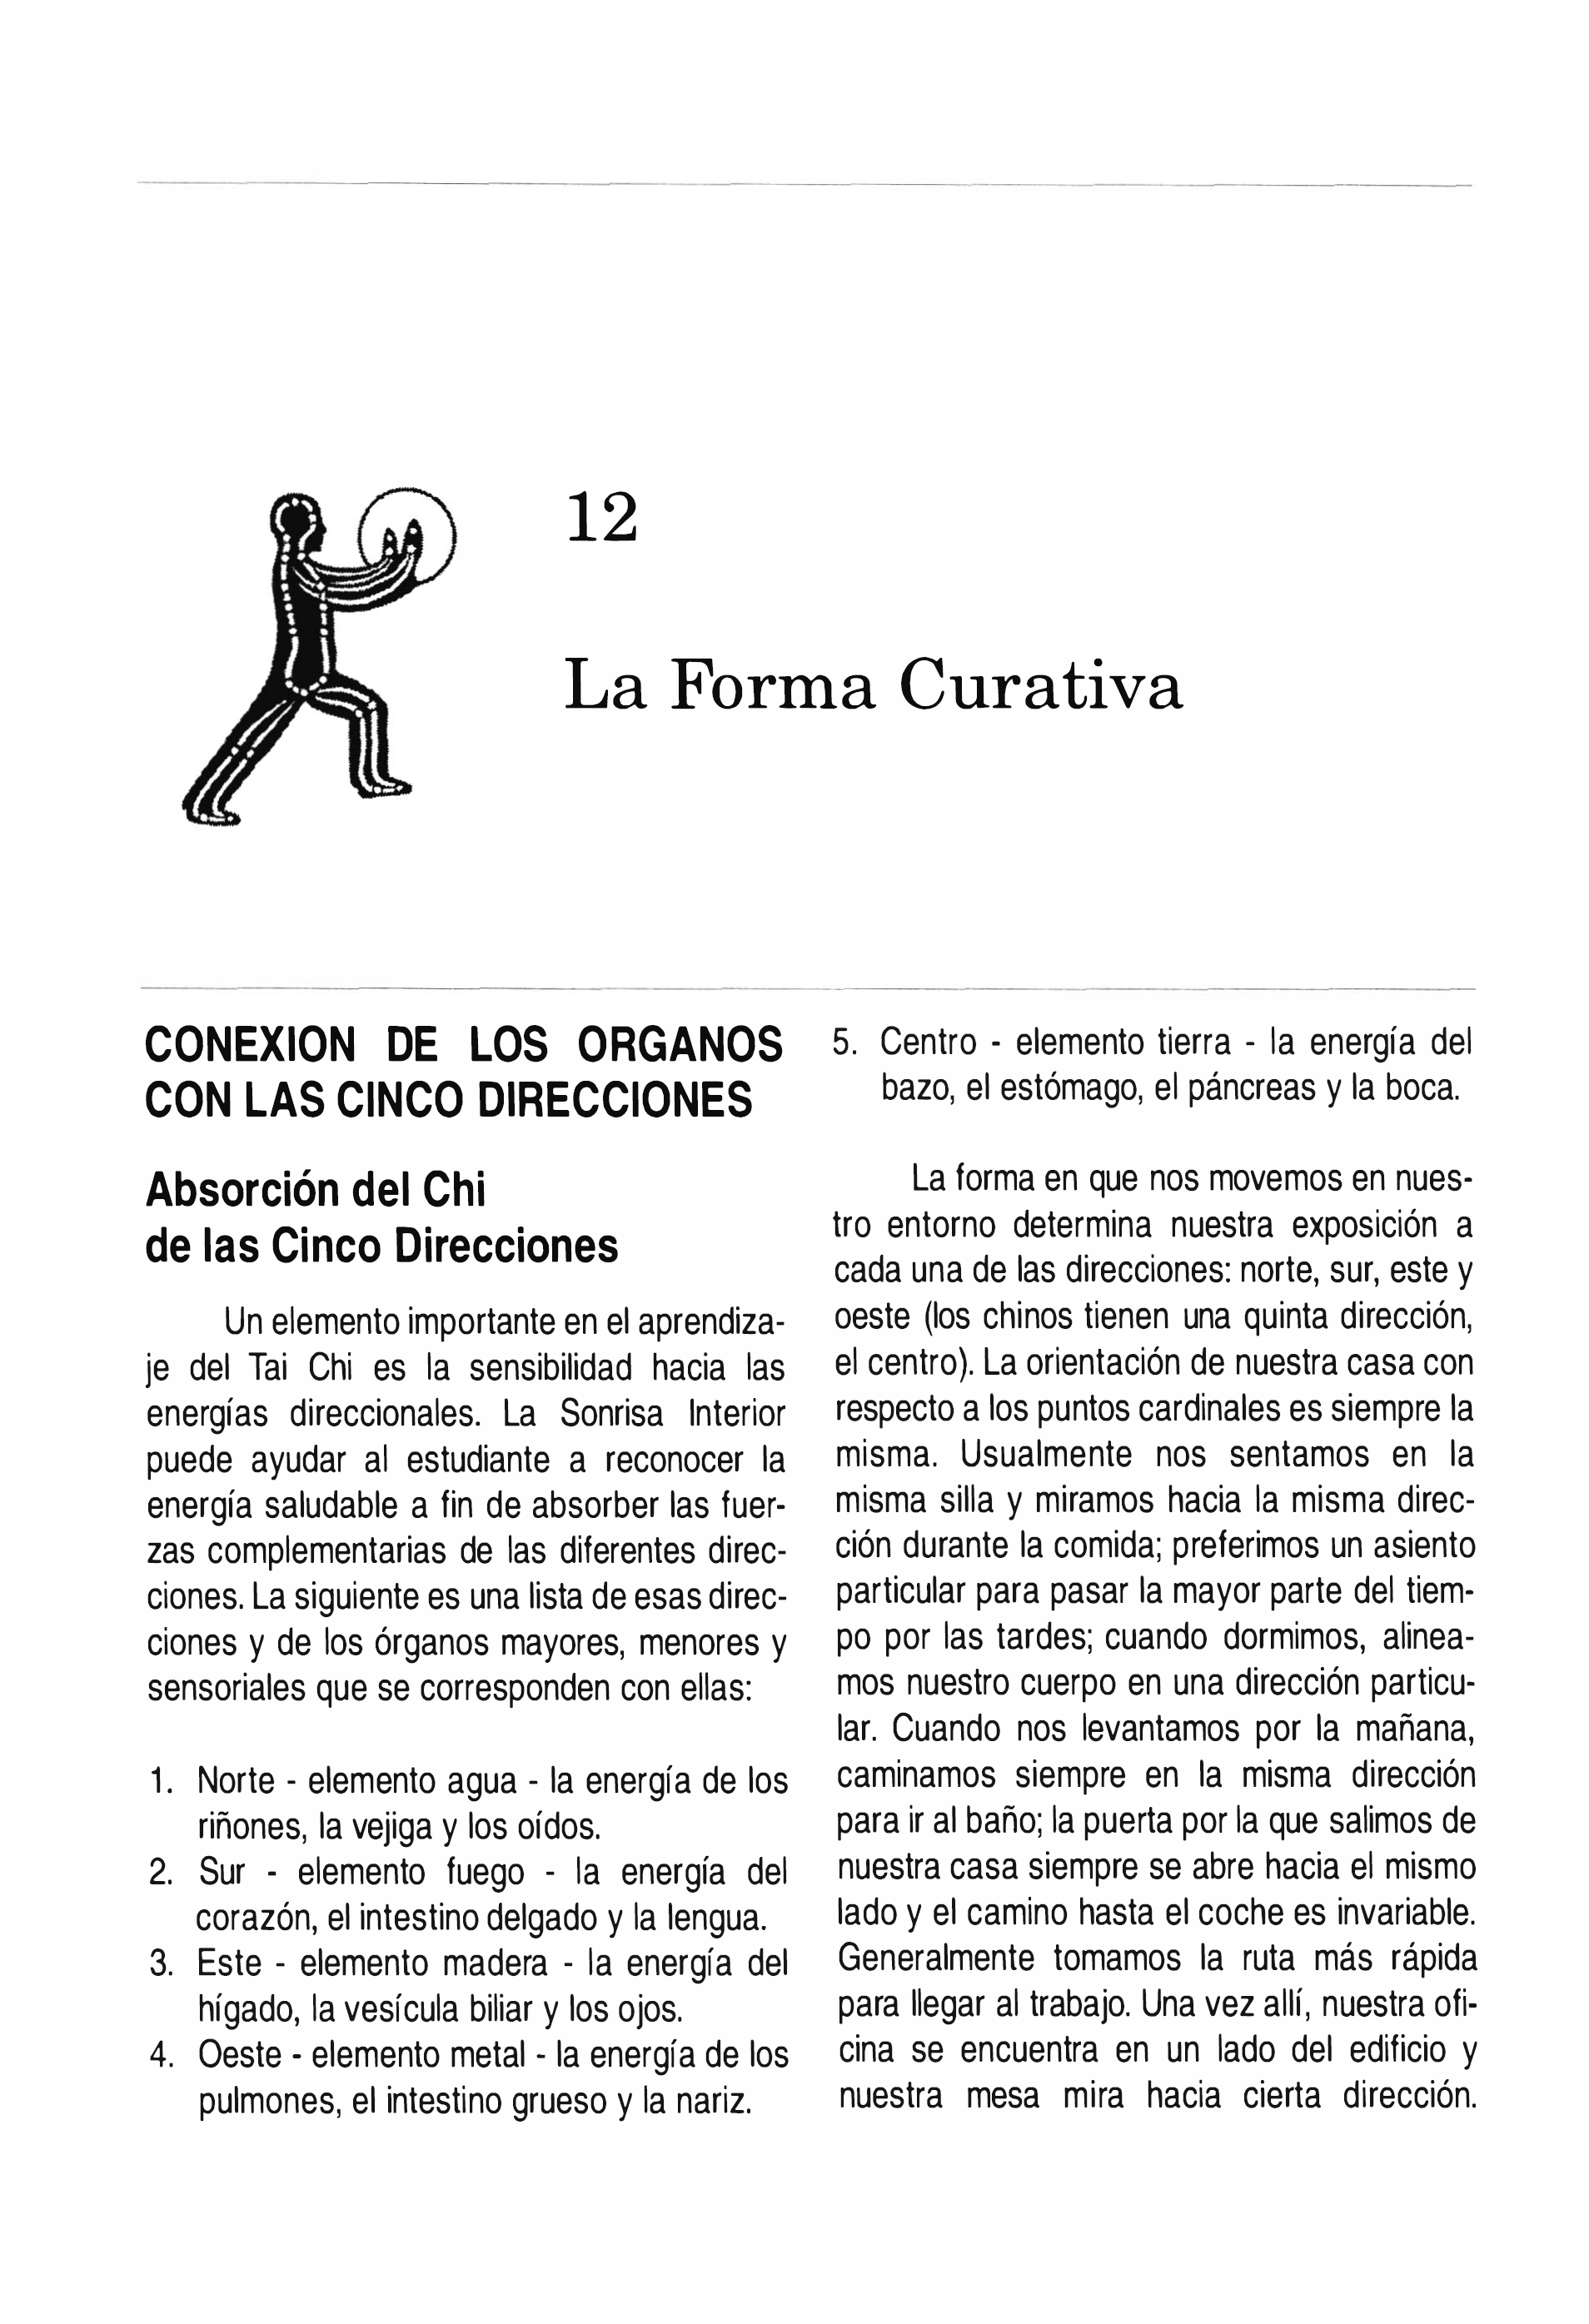 12
La Forma Curativa
CONEXION DE LOS ORGANOS
CON LAS CINCO DIRECCIONES
Absorción del Chi
de las Cinco Direcciones
Un elemento importante en el aprendiza-
je del Tai Chi es la sensibilidad hacia las
energías direccionales. La Sonrisa Interior
puede ayudar al estudiante a reconocer la
energía saludable a fin de absorber las fuer-
zas complementarias de las diferentes direc-
ciones. La siguiente es una lista de esas direc-
ciones y de los órganos mayores, menores y
sensoriales que se corresponden con ellas:
1. Norte - elemento agua - la energía de los
riñones, la vejiga y los oídos.
2. Sur - elemento fuego - la energía del
corazón, el intestino delgado y la lengua.
3. Este - elemento madera - la energía del
hígado, la vesícula biliar y los ojos.
4. Oeste - elemento metal - la energía de los
pulmones, el intestino grueso y la nariz.
5. Centro - elemento tierra - la energía del
bazo, el estómago, el páncreas y la boca.
La forma en que nos movemos en nues-
tro entorno determina nuestra exposición a
cada una de las direcciones: norte, sur, este y
oeste (los chinos tienen una quinta dirección,
el centro). La orientación de nuestra casa con
respecto a los puntos cardinales es siempre la
misma. Usualmente nos sentamos en la
misma silla y miramos hacia la misma direc-
ción durante la comida; preferimos un asiento
particular para pasar la mayor parte del tiem-
po por las tardes; cuando dormimos, alinea-
mos nuestro cuerpo en una dirección particu-
lar. Cuando nos levantamos por la mañana,
caminamos siempre en la misma dirección
para ir al baño; la puerta por la que salimos de
nuestra casa siempre se abre hacia el mismo
lado y el camino hasta el coche es invariable.
Generalmente tomamos la ruta más rápida
para llegar al trabajo. Una vez allí, nuestra ofi-
cina se encuentra en un lado del edificio y
nuestra mesa mira hacia cierta dirección.